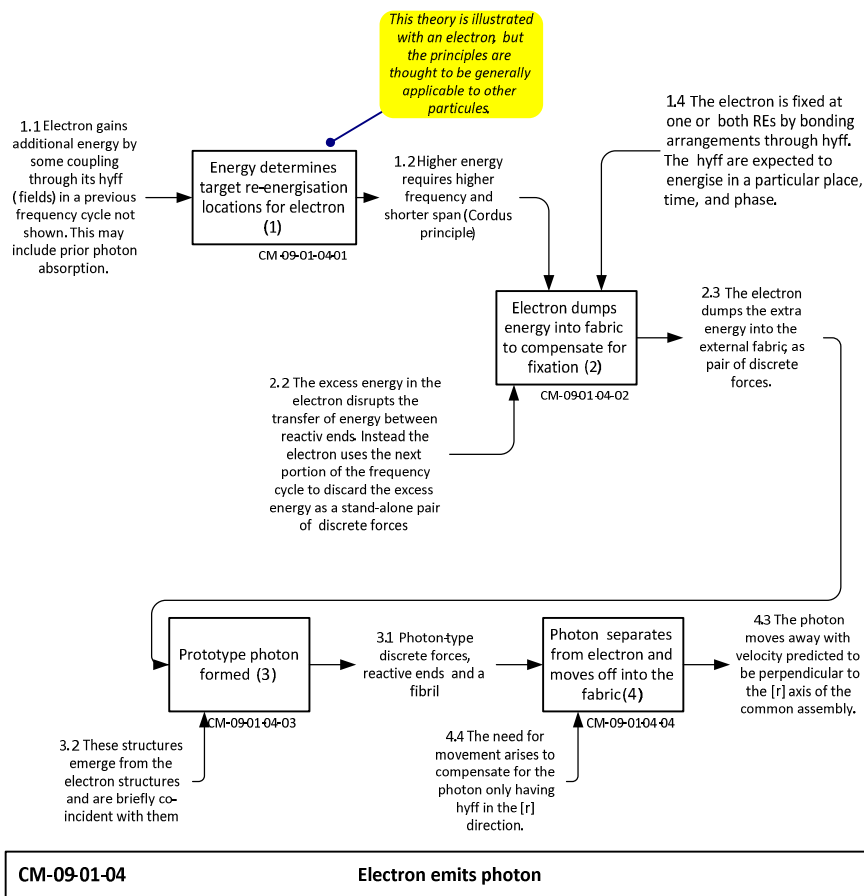 This theory is illustrated
with an electron, but
the principles are
thought to be generally
applicable to other
particules.
1.1 Electron gains
additional energy by
some coupling
through its hyff
(fields) in a previous
frequency cycle not
shown. This may
include prior photon
absorption.
Energy determines
target re-energisation
locations for electron
(1)
CM-09-01-04-01
1.2 Higher energy
requires higher
frequency and
shorter span (Cordus
principle)
1.4 The electron is fixed at
one or both REs by bonding
arrangements through hyff.
The hyff are expected to
energise in a particular place,
time, and phase.
Electron dumps
energy into fabric
to compensate for
fixation (2)
CM-09-01-04-02
2.2 The excess energy in the
electron disrupts the
transfer of energy between
reactiv ends. Instead the
electron uses the next
portion of the frequency
cycle to discard the excess
energy as a stand-alone pair
of discrete forces
2.3 The electron
dumps the extra
energy into the
external fabric, as
pair of discrete
forces.
Prototype photon
formed (3)
CM-09-01-04-03
3.2 These structures
emerge from the
electron structures
and are briefly co-
incident with them
3.1 Photon-type
discrete forces,
reactive ends and a
fibril
Photon separates
from electron and
moves off into the
fabric (4)
CM-09-01-04-04
4.4 The need for
movement arises to
compensate for the
photon only having
hyff in the [r]
direction.
4.3 The photon
moves away with
velocity predicted to
be perpendicular to
the [r] axis of the
common assembly.
CM-09-01-04 Electron emits photon